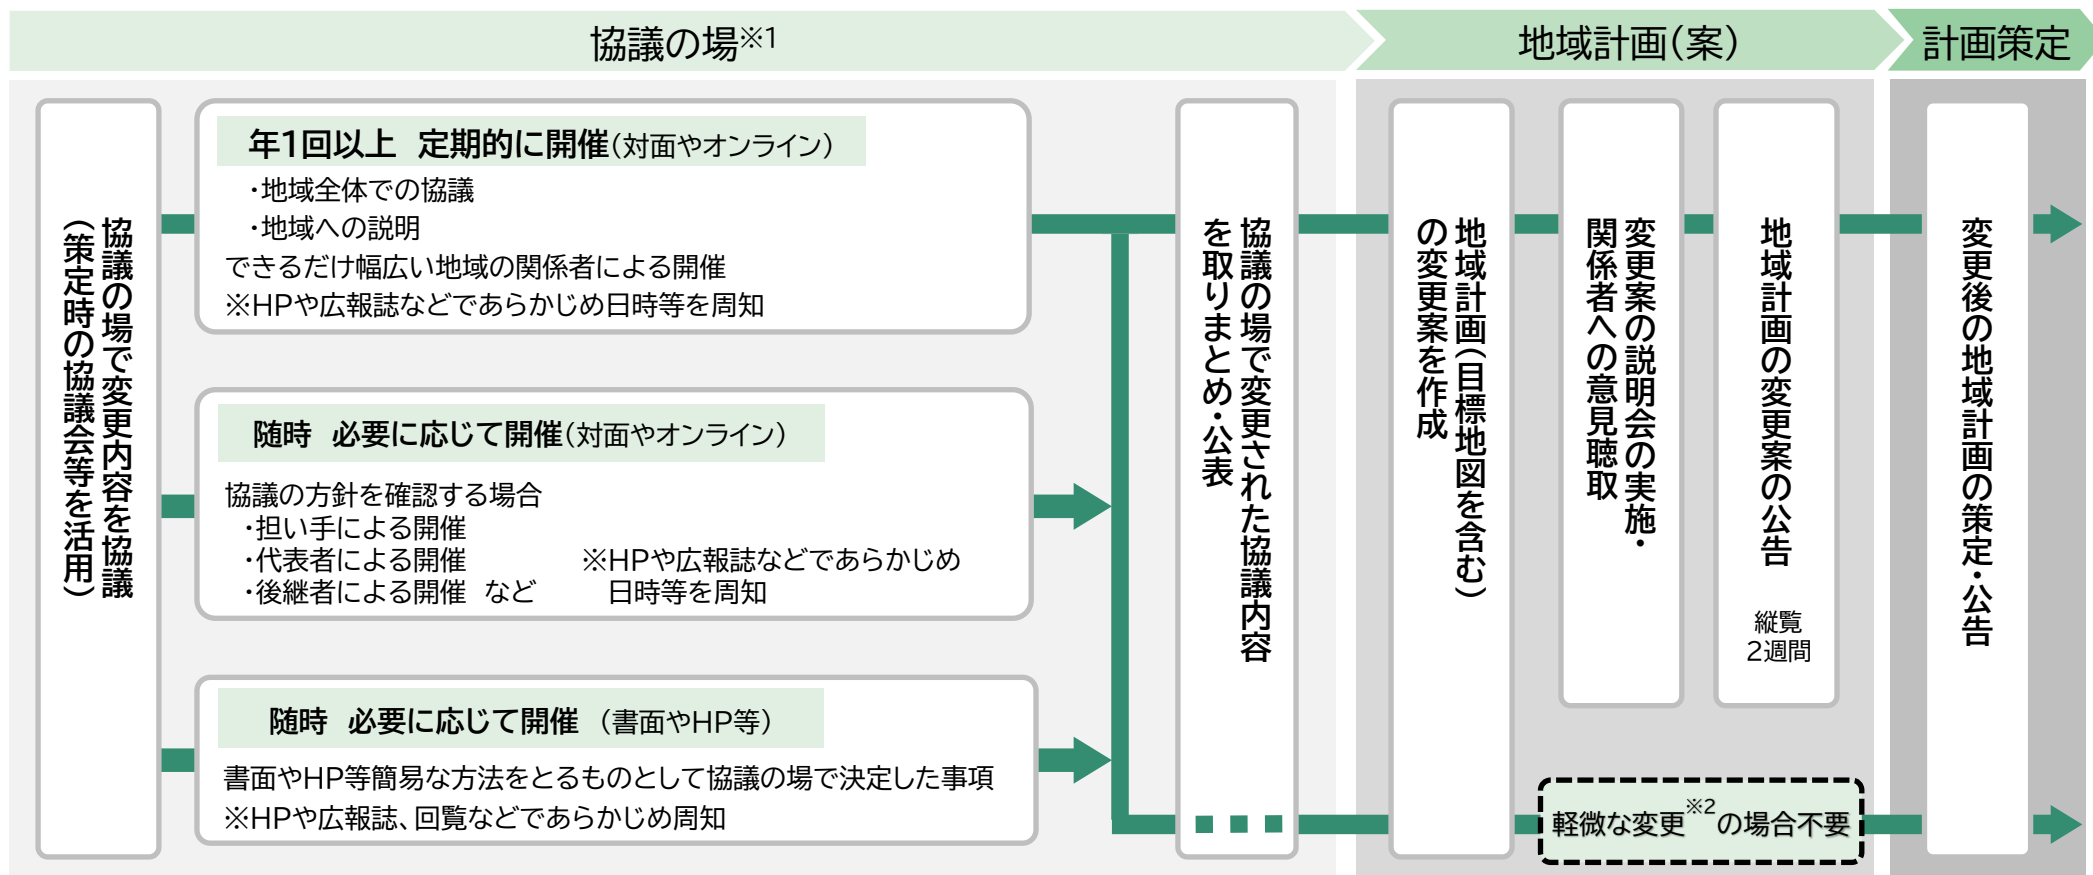 協議の場※1
地域計画(案)
計画策定
協議の場で変更内容を協議
(策定時の協議会等を活用)
年1回以上 定期的に開催(対面やオンライン)
・地域全体での協議
・地域への説明
できるだけ幅広い地域の関係者による開催
※HPや広報誌などであらかじめ日時等を周知
随時 必要に応じて開催(対面やオンライン)
協議の方針を確認する場合
・担い手による開催
・代表者による開催
・後継者による開催 など
※HPや広報誌などであらかじめ
日時等を周知
随時 必要に応じて開催 (書面やHP等)
書面やHP等簡易な方法をとるものとして協議の場で決定した事項
※HPや広報誌、回覧などであらかじめ周知
協議の場で変更された協議内容
を取りまとめ・公表
地域計画(目標地図を含む)
の変更案を作成
変更案の説明会の実施・
関係者への意見聴取
地域計画の変更案の公告
縦覧
2週間
軽微な変更※2の場合不要
変更後の地域計画の策定・公告